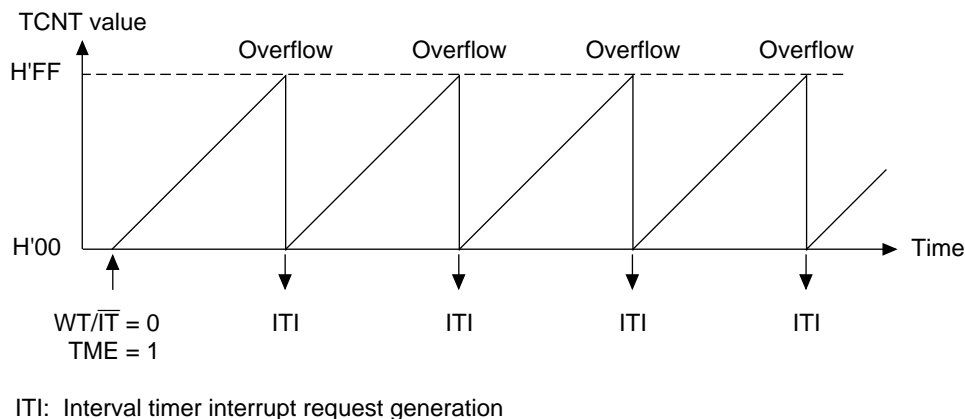 TCNT value
Overflow Overflow Overflow Overflow
H'FF
H'00
Time
WT/I̅T̅ = 0
TME = 1
ITI ITI ITI ITI
ITI: Interval timer interrupt request generation